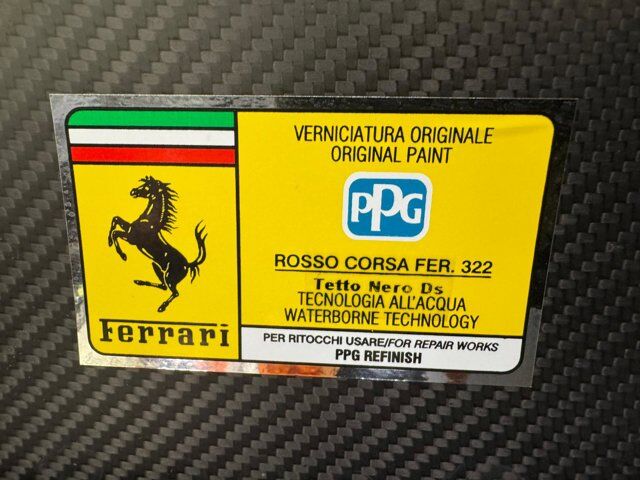 Ferrari
VERNICIATURA ORIGINALE
ORIGINAL PAINT
PPG
ROSSO CORSA FER. 322
Tetto Nero Ds
TECNOLOGIA ALL'ACQUA
WATERBORNE TECHNOLOGY
PER RITOCCHI USARE/FOR REPAIR WORKS
PPG REFINISH